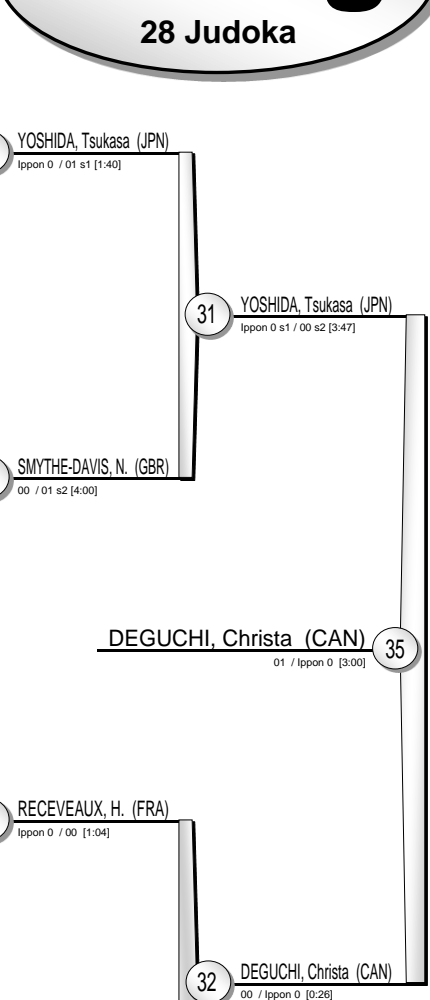 28 Judoka
YOSHIDA, Tsukasa (JPN)
Ippon 0 / 01 s1 [1:40]
31
YOSHIDA, Tsukasa (JPN)
Ippon 0 s1 / 00 s2 [3:47]
SMYTHE-DAVIS, N. (GBR)
00 / 01 s2 [4:00]
DEGUCHI, Christa (CAN)
01 / Ippon 0 [3:00]
35
RECEVEAUX, H. (FRA)
Ippon 0 / 00 [1:04]
32
DEGUCHI, Christa (CAN)
00 / Ippon 0 [0:26]